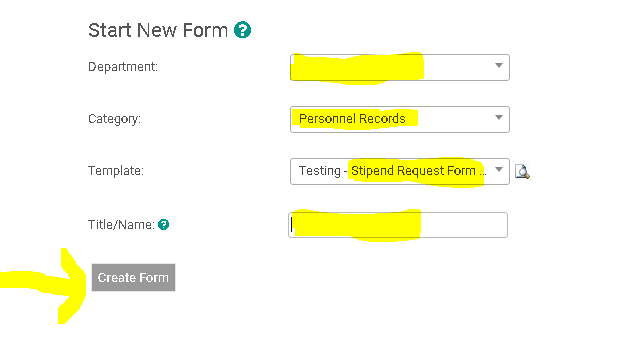 Start New Form ?
Department:
Category: Personnel Records
Template: Testing - Stipend Request Form ...
Title/Name: ?
Create Form